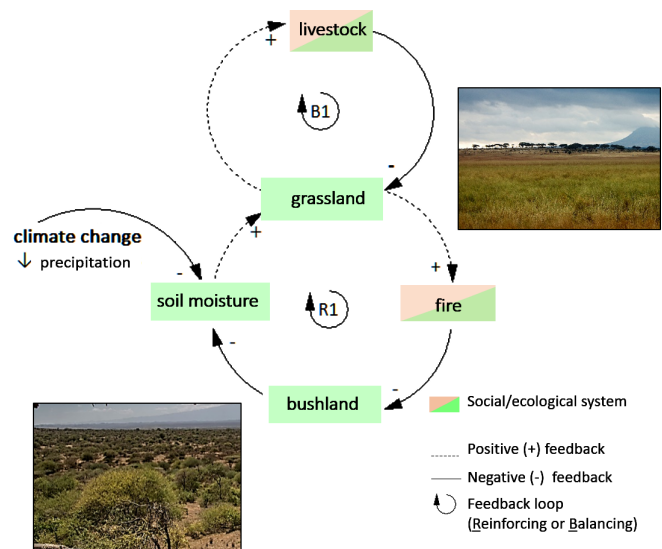 livestock
+
B1
-
grassland
climate change
↓ precipitation
+
-
+
soil moisture
R1
fire
-
-
bushland
Social/ecological system
Positive (+) feedback
Negative (-) feedback
Feedback loop
(Reinforcing or Balancing)